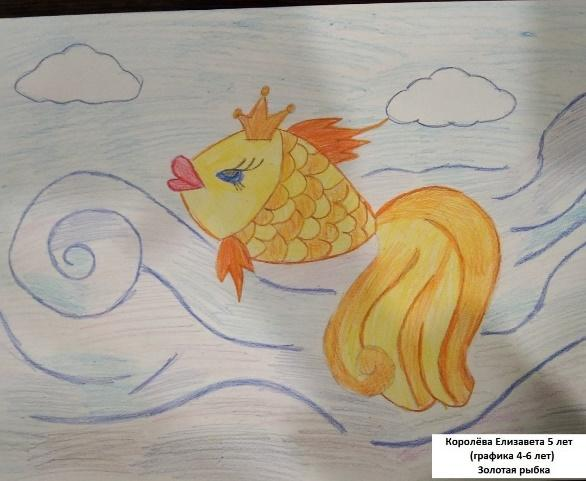 Королёва Елизавета 5 лет
(графика 4-6 лет)
Золотая рыбка